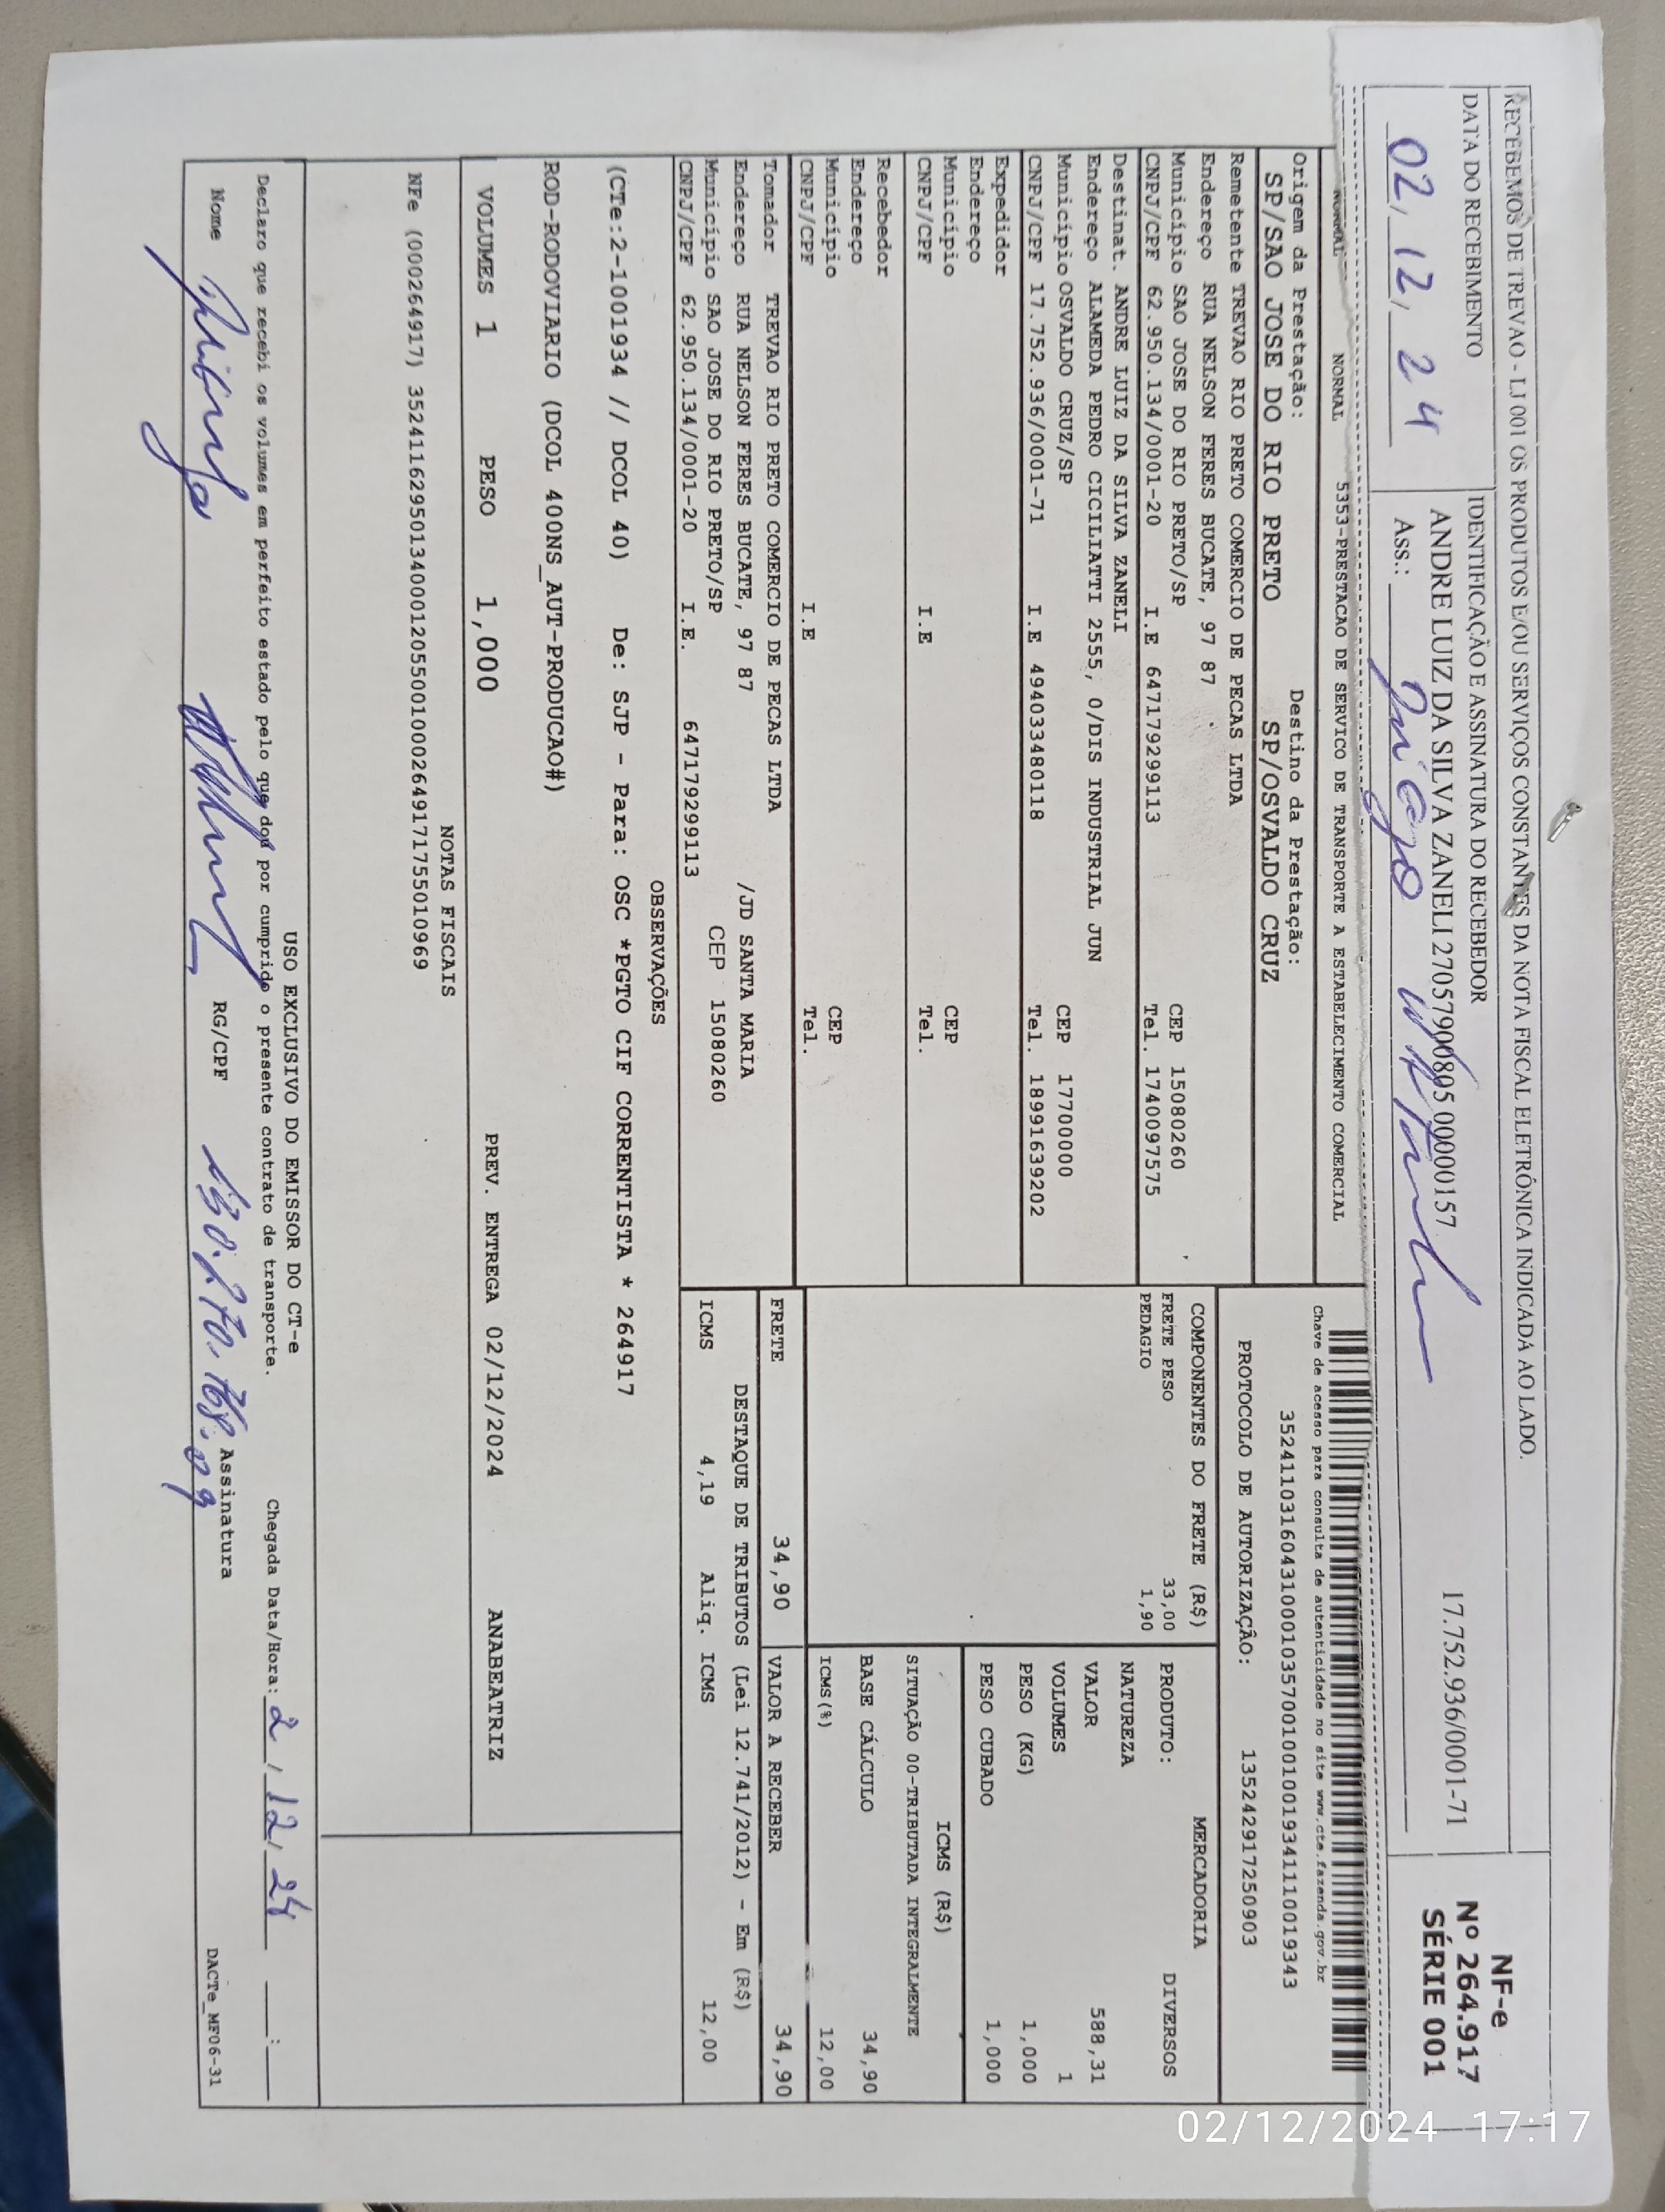 RECEBEMOS DE TREVAO - LJ 001 OS PRODUTOS E/OU SERVIÇOS CONSTANTES DA NOTA FISCAL ELETRÔNICA INDICADA AO LADO.
DATA DO RECEBIMENTO
02, 12, 24
IDENTIFICAÇÃO E ASSINATURA DO RECEBEDOR
ANDRE LUIZ DA SILVA ZANELI 27057900805 00000157
17.752.936/0001-71
Ass.:
NF-e
Nº 264.917
SÉRIE 001
NORMAL NORMAL 5353-PRESTACAO DE SERVICO DE TRANSPORTE A ESTABELECIMENTO COMERCIAL
Origem da Prestação: Destino da Prestação:
SP/SAO JOSE DO RIO PRETO SP/OSVALDO CRUZ
Chave de acesso para consulta de autenticidade no site www.cte.fazenda.gov.br
PROTOCOLO DE AUTORIZAÇÃO: 135242917250903
Remetente TREVAO RIO PRETO COMERCIO DE PECAS LTDA
Endereço RUA NELSON FERES BUCATE, 97 87
Município SAO JOSE DO RIO PRETO/SP CEP 15080260
CNPJ/CPF 62.950.134/0001-20 I.E 647179299113 Tel. 1740097575
Destinat. ANDRE LUIZ DA SILVA ZANELI
Endereço ALAMEDA PEDRO CICILIATTI 2555, 0/DIS INDUSTRIAL JUN
Município OSVALDO CRUZ/SP CEP 17700000
CNPJ/CPF 17.752.936/0001-71 I.E 494033480118 Tel. 18991639202
Expedidor
Endereço
Município CEP
CNPJ/CPF I.E Tel.
Recebedor
Endereço
Município CEP
CNPJ/CPF I.E Tel.
Tomador TREVAO RIO PRETO COMERCIO DE PECAS LTDA
Endereço RUA NELSON FERES BUCATE, 97 87 /JD SANTA MARIA
Município SAO JOSE DO RIO PRETO/SP CEP 15080260
CNPJ/CPF 62.950.134/0001-20 I.E. 647179299113
COMPONENTES DO FRETE (R$)
FRETE PESO 33,00
PEDAGIO 1,90
MERCADORIA
PRODUTO: DIVERSOS
NATUREZA
VALOR 588,31
VOLUMES 1
PESO (KG) 1,000
PESO CUBADO 1,000
ICMS (R$)
SITUAÇÃO 00-TRIBUTADA INTEGRALMENTE
BASE CÁLCULO 34,90
ICMS(%) 12,00
FRETE 34,90
VALOR A RECEBER 34,90
DESTAQUE DE TRIBUTOS (Lei 12.741/2012) - Em (R$)
ICMS 4,19 Aliq. ICMS 12,00
OBSERVAÇÕES
(CTe:2-1001934 // DCOL 40) De: SJP - Para: OSC *PGTO CIF CORRENTISTA * 264917
ROD-RODOVIARIO (DCOL 400NS_AUT-PRODUCAO#)
VOLUMES 1 PESO 1,000 PREV. ENTREGA 02/12/2024 ANABEATRIZ
NOTAS FISCAIS
USO EXCLUSIVO DO EMISSOR DO CT-e
Declaro que recebi os volumes em perfeito estado pelo que dou por cumprido o presente contrato de transporte. Chegada Data/Hora: 2 / 12, 24 :
Nome RG/CPF Assinatura
DACTe_MF06-31
02/12/2024 17:17